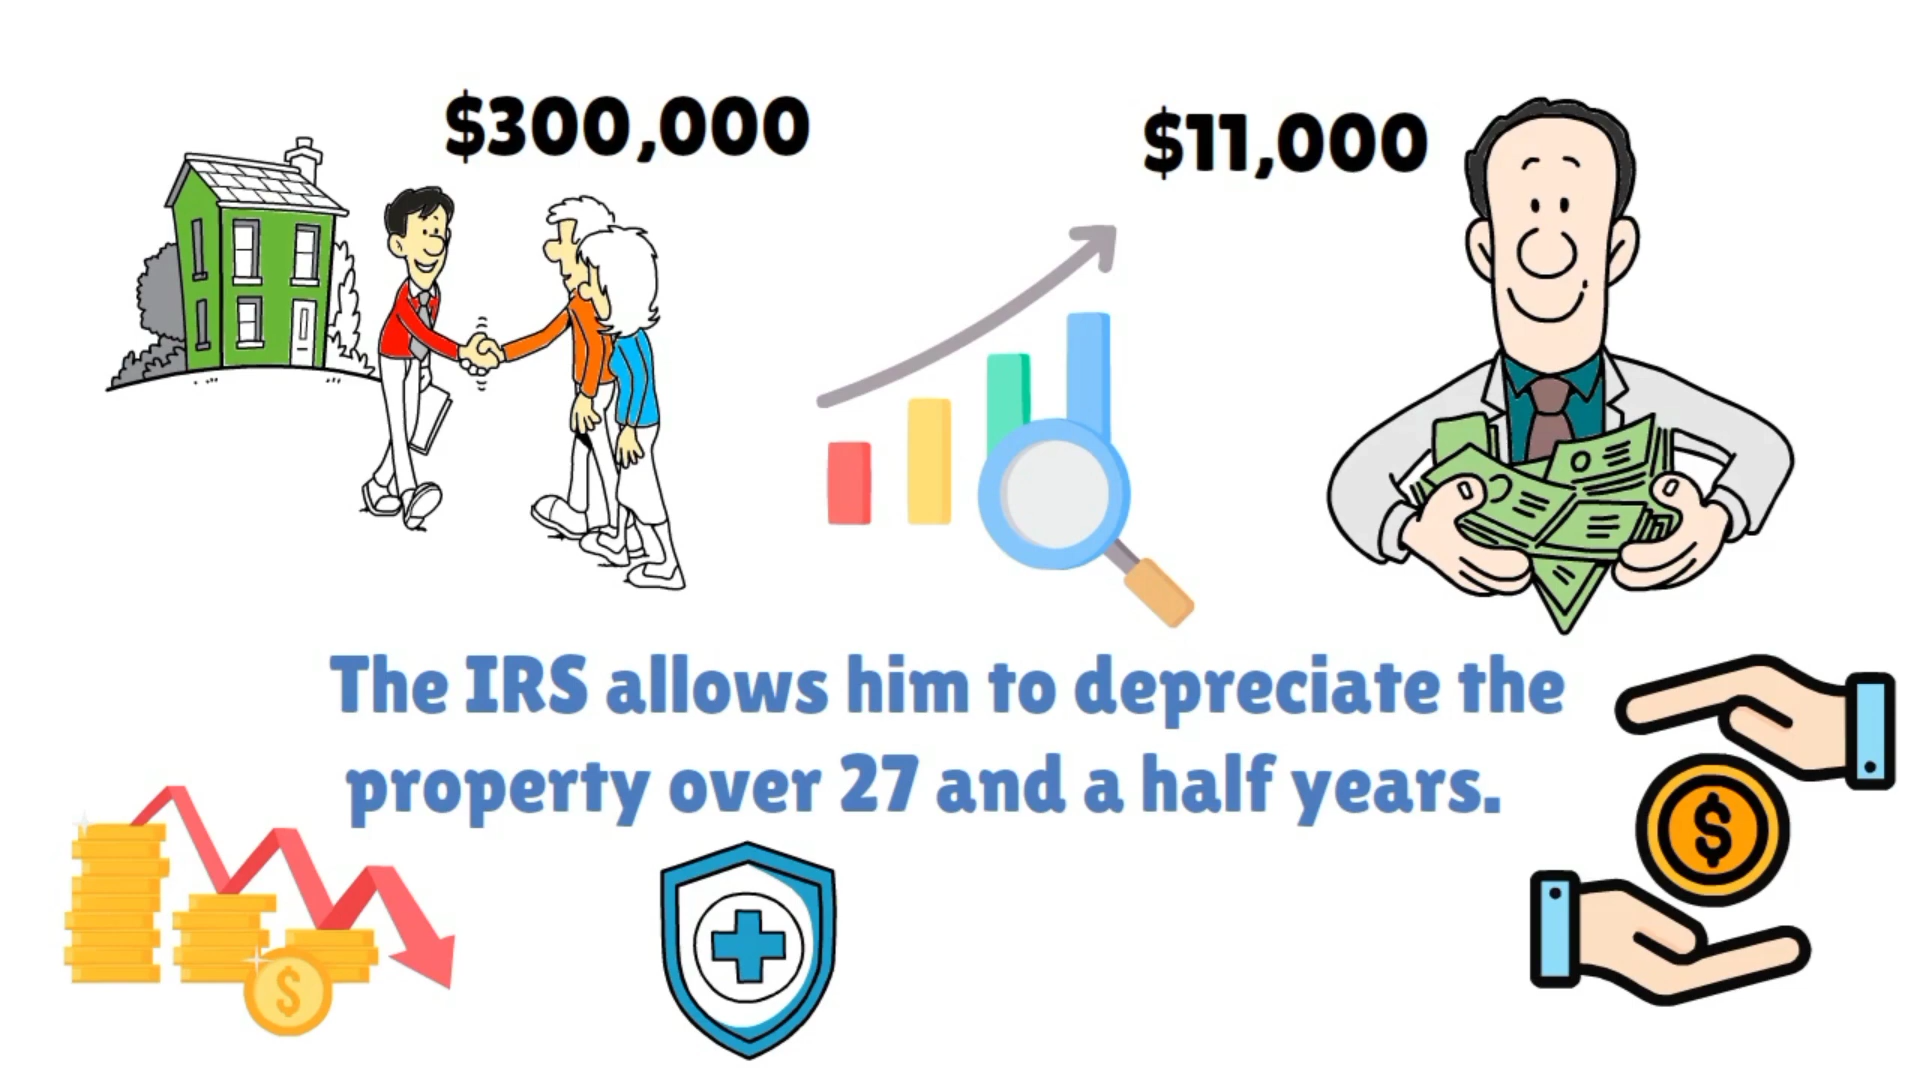 $300,000
$11,000
The IRS allows him to depreciate the
property over 27 and a half years.
$
$